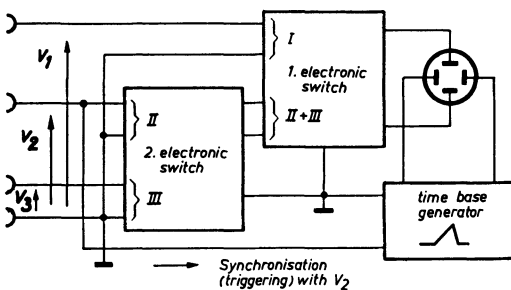 V1
V2
V3
I
1. electronic
switch
II + III
II
2. electronic
switch
III
time base
generator
Synchronisation
(triggering) with V2